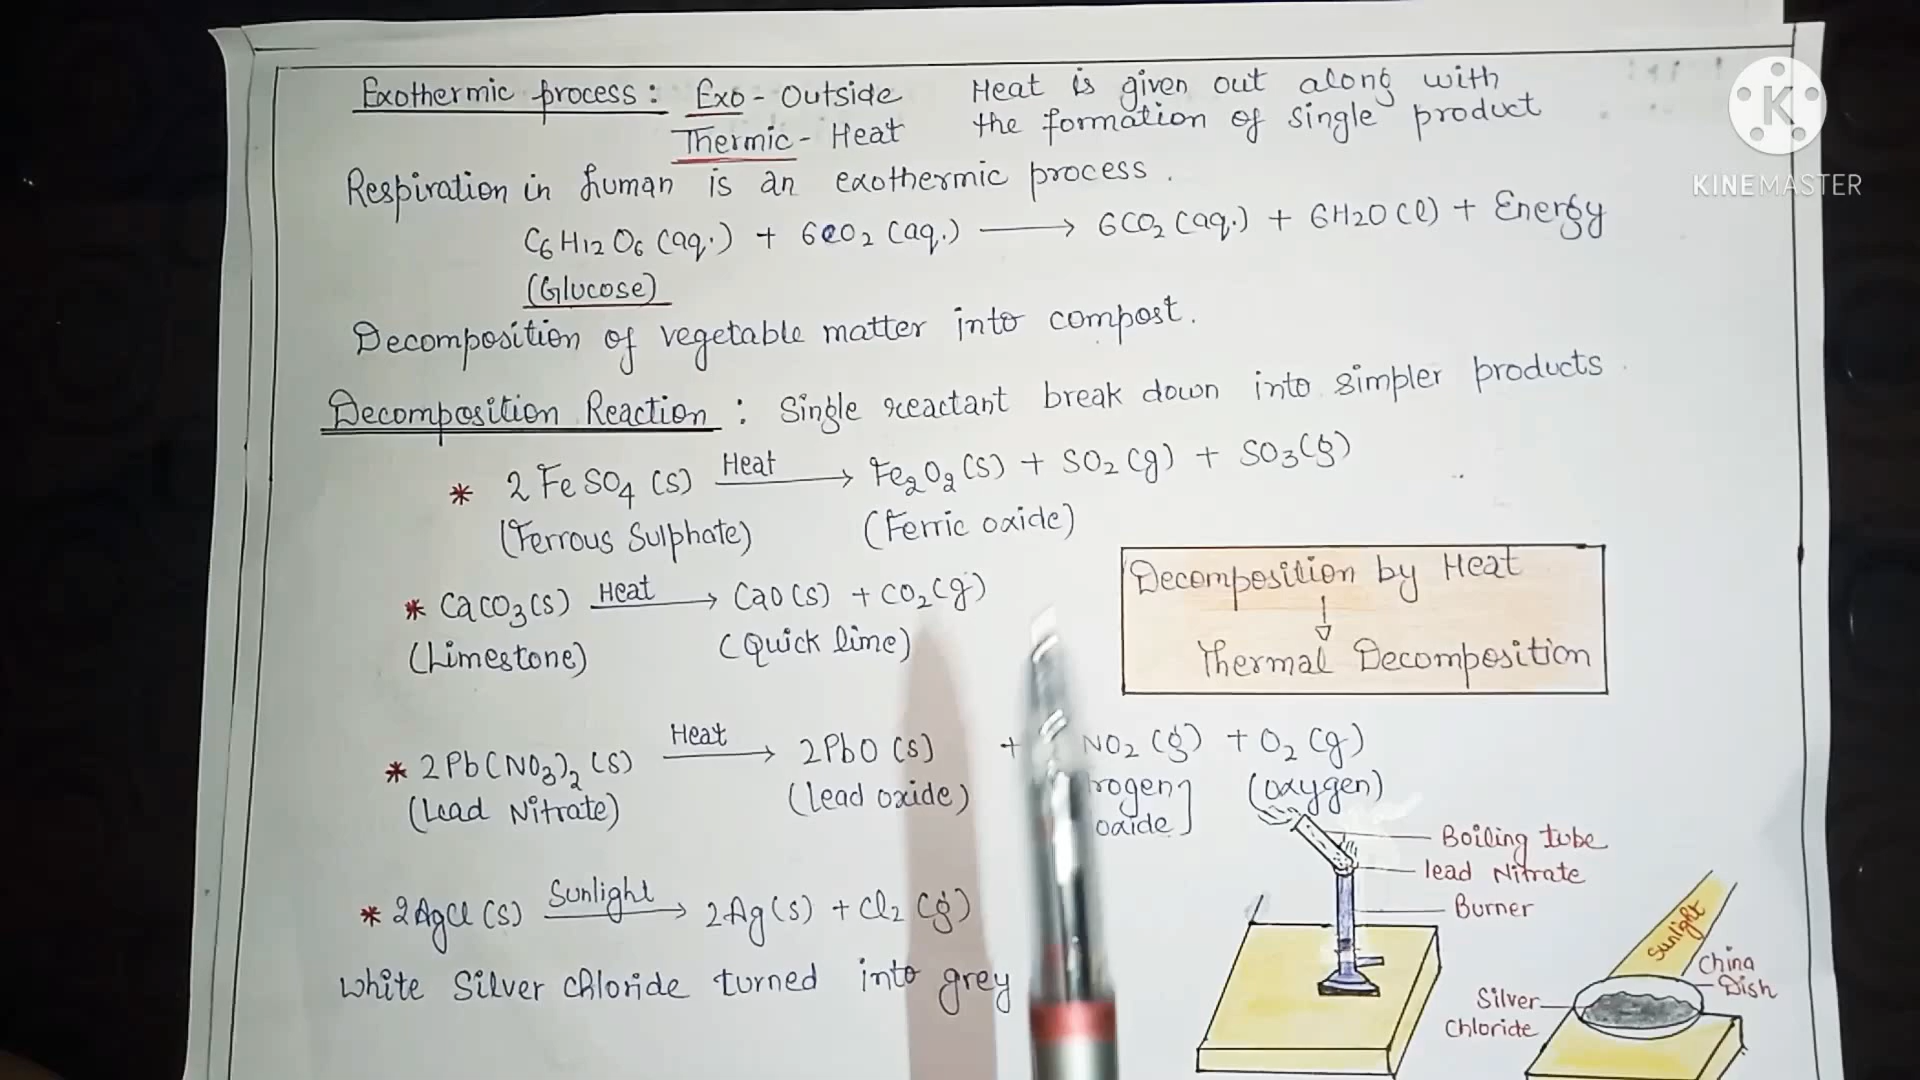 Exothermic process : Exo - Outside Heat is given out along with
Thermic - Heat the formation of single product
Respiration in human is an exothermic process.
C6H12O6 (aq.) + 6CO2 (aq.) ⟶ 6CO2 (aq.) + 6H2O (l) + Energy
(Glucose)
Decomposition of vegetable matter into compost.
Decomposition Reaction : Single reactant break down into simpler products
* 2FeSO4 (s) Heat ⟶ Fe2O2 (s) + SO2 (g) + SO3 (g)
(Ferrous Sulphate) (Ferric oxide)
* CaCO3 (s) Heat ⟶ CaO (s) + CO2 (g)
(Limestone) (Quick lime)
Decomposition by Heat
↓
Thermal Decomposition
* 2Pb(NO3)2 (s) Heat ⟶ 2PbO (s) + NO2 (g) + O2 (g)
(Lead Nitrate) (lead oxide) rogen] (oxygen)
oxide]
* 2AgCl (s) Sunlight ⟶ 2Ag (s) + Cl2 (g)
white Silver chloride turned into grey
Boiling tube
lead Nitrate
Burner
Sunlight
China
Dish
Silver
Chloride
K
KINEMASTER